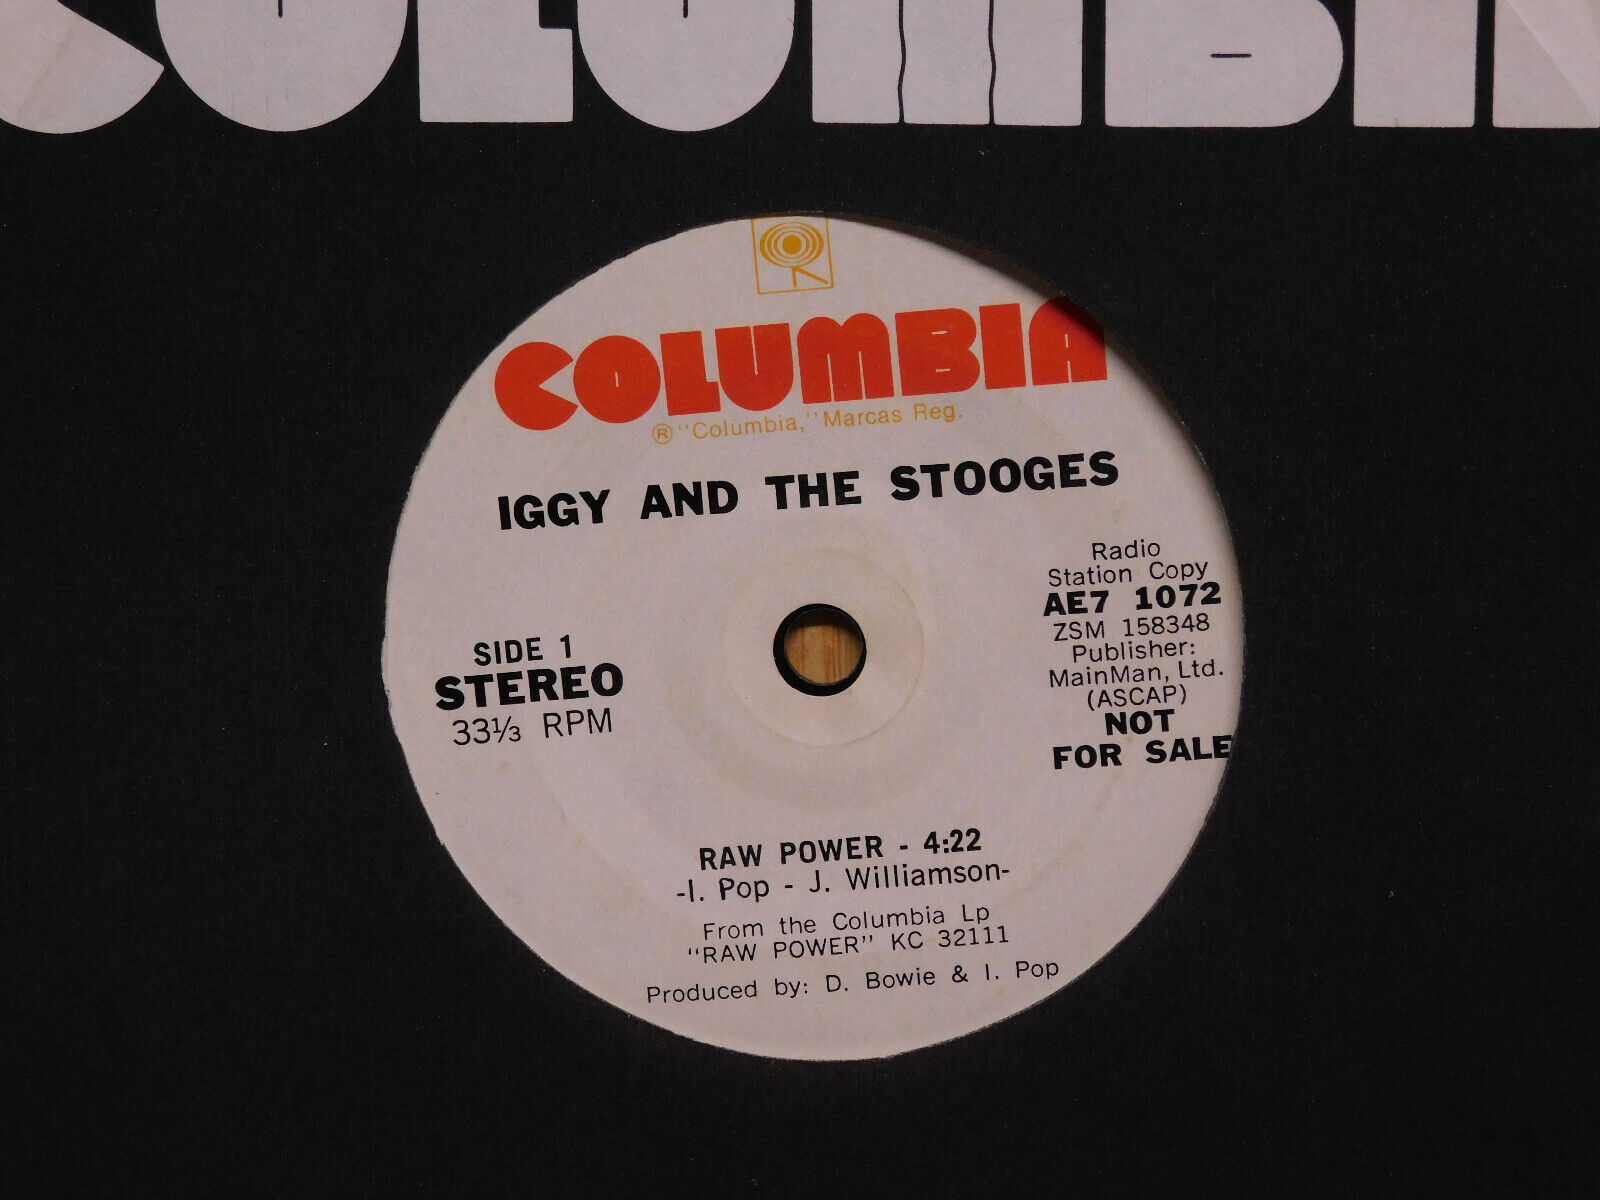 COLUMBIA
COLUMBIA
® "Columbia," Marcas Reg.
IGGY AND THE STOOGES
Radio
Station Copy
AE7 1072
ZSM 158348
Publisher:
MainMan, Ltd.
(ASCAP)
NOT
FOR SALE
SIDE 1
STEREO
33⅓ RPM
RAW POWER - 4:22
-I. Pop - J. Williamson-
From the Columbia Lp
"RAW POWER" KC 32111
Produced by: D. Bowie & I. Pop